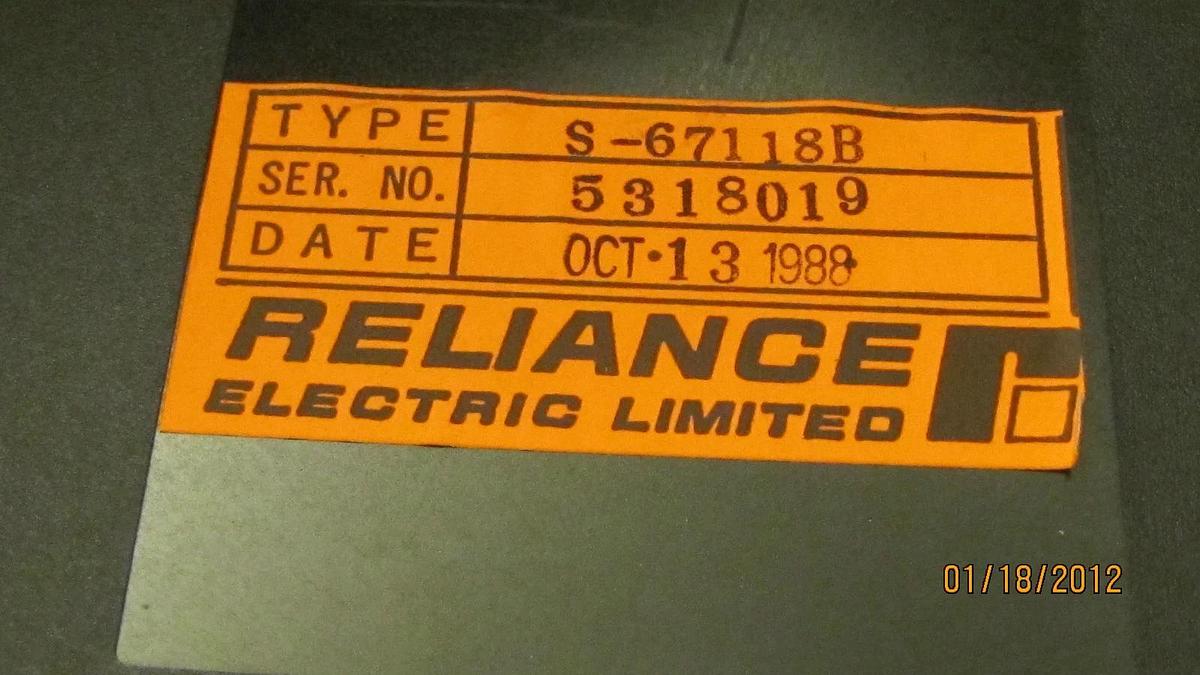 TYPE S-67118B
SER. NO. 5318019
DATE OCT·13 1988
RELIANCE
ELECTRIC LIMITED
01/18/2012